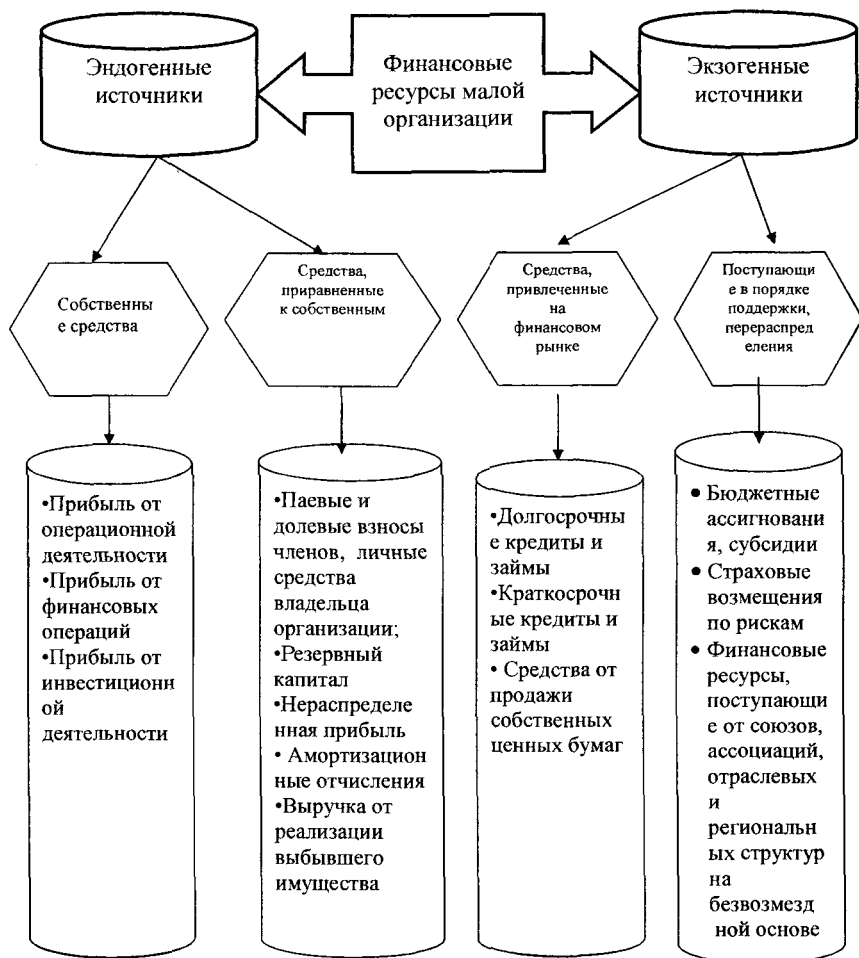 Эндогенные
источники
Финансовые
ресурсы малой
организации
Экзогенные
источники
Собственны
е средства
Средства,
приравненные
к собственным
Средства,
привлеченные
на
финансовом
рынке
Поступающи
е в порядке
поддержки,
перераспред
еления
•Прибыль от
операционной
деятельности
•Прибыль от
финансовых
операций
•Прибыль от
инвестиционн
ой
деятельности
•Паевые и
долевые взносы
членов, личные
средства
владельца
организации;
•Резервный
капитал
•Нераспределе
нная прибыль
• Амортизацион
ные отчисления
•Выручка от
реализации
выбывшего
имущества
•Долгосрочны
е кредиты и
займы
•Краткосроч
ные кредиты и
займы
• Средства от
продажи
собственных
ценных бумаг
• Бюджетные
ассигновани
я, субсидии
• Страховые
возмещения
по рискам
• Финансовые
ресурсы,
поступающи
е от союзов,
ассоциаций,
отраслевых
и
региональн
ых структур
на
безвозмезд
ной основе